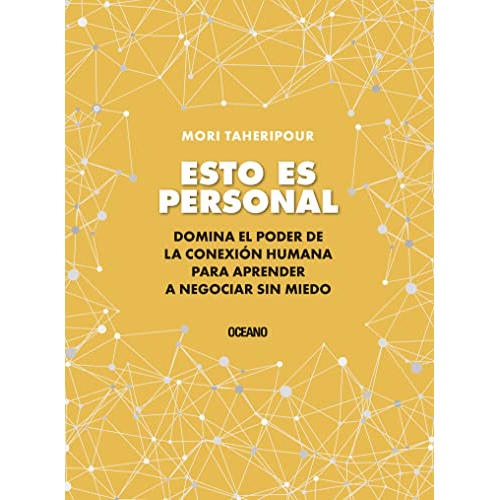 MORI TAHERIPOUR
ESTO ES
PERSONAL
DOMINA EL PODER DE
LA CONEXIÓN HUMANA
PARA APRENDER
A NEGOCIAR SIN MIEDO
OCEANO